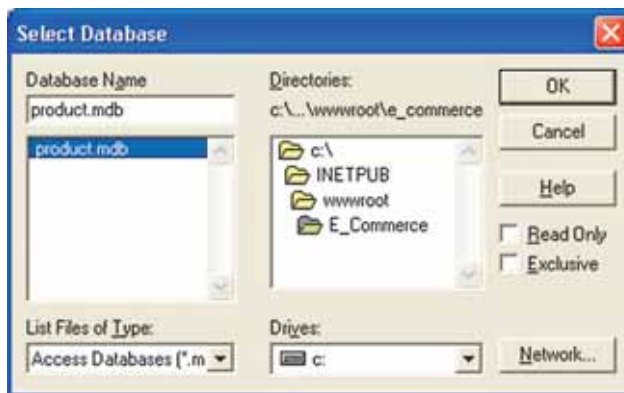 Select Database
Database Name
product.mdb
product.mdb
List Files of Type:
Access Databases (*.m
Directories:
c:\...\wwwroot\e_commerce
c:\
INETPUB
wwwroot
E_Commerce
Drives:
c:
OK
Cancel
Help
Read Only
Exclusive
Network...